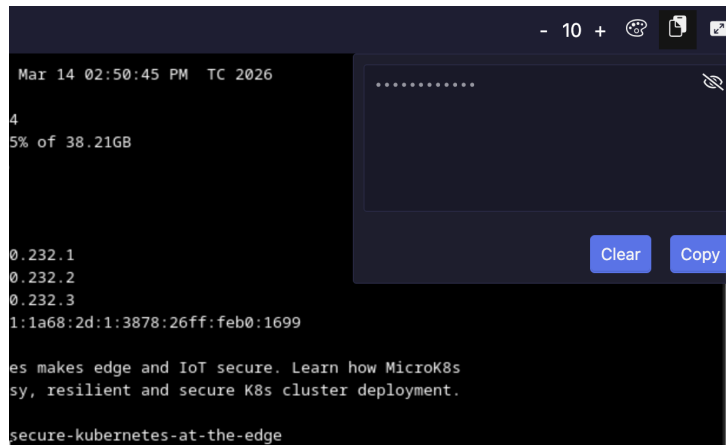 - 10 +
Mar 14 02:50:45 PM TC 2026
4
5% of 38.21GB
Clear Copy
0.232.1
0.232.2
0.232.3
1:1a68:2d:1:3878:26ff:feb0:1699
es makes edge and IoT secure. Learn how MicroK8s
sy, resilient and secure K8s cluster deployment.
secure-kubernetes-at-the-edge